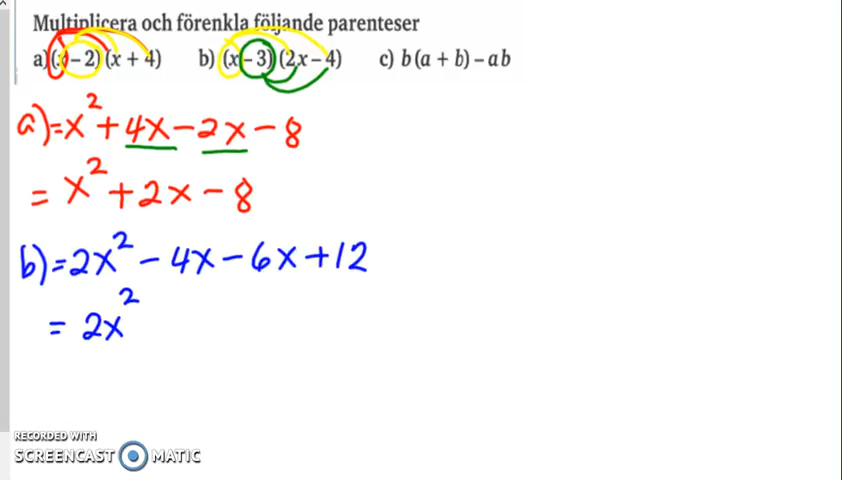 Multiplicera och förenkla följande parenteser
a) (x − 2)(x + 4) b) (x − 3)(2x − 4) c) b(a + b) − ab
a) = x² + 4x − 2x − 8
= x² + 2x − 8
b) = 2x² − 4x − 6x + 12
= 2x²
RECORDED WITH
SCREENCAST MATIC